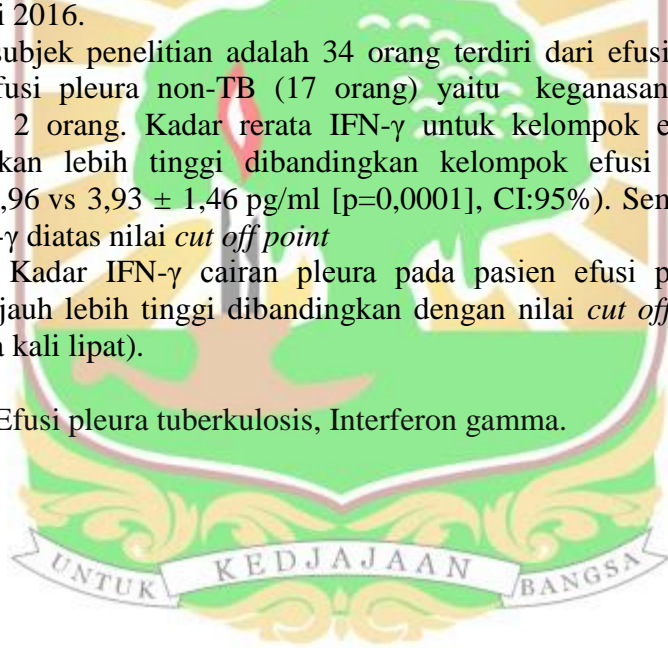 i 2016.
subjek penelitian adalah 34 orang terdiri dari efusi
fusi pleura non-TB (17 orang) yaitu keganasan
2 orang. Kadar rerata IFN-γ untuk kelompok e
kan lebih tinggi dibandingkan kelompok efusi
,96 vs 3,93 ± 1,46 pg/ml [p=0,0001], CI:95%). Sem
-γ diatas nilai cut off point
Kadar IFN-γ cairan pleura pada pasien efusi p
jauh lebih tinggi dibandingkan dengan nilai cut off
a kali lipat).
Efusi pleura tuberkulosis, Interferon gamma.
UNTUK KEDJAJAAN BANGSA